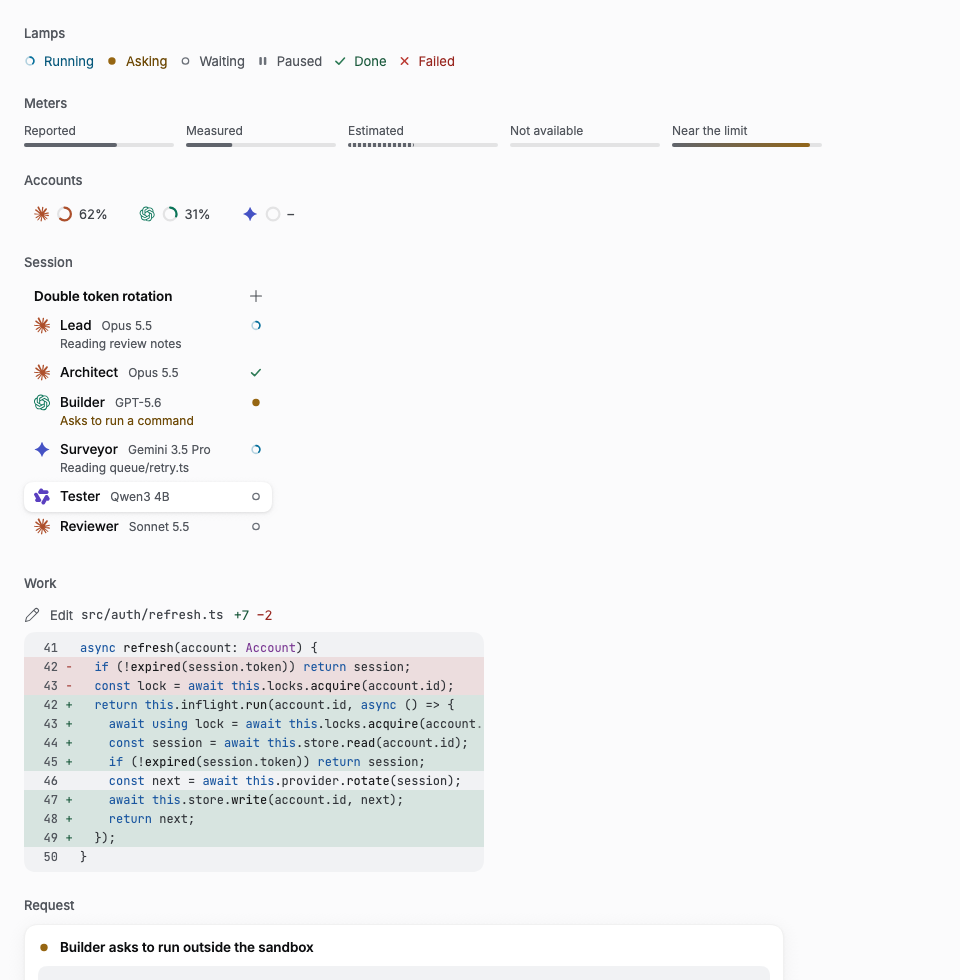 Lamps
Running Asking Waiting Paused Done Failed
Meters
Reported Measured Estimated Not available Near the limit
Accounts
62% 31% –
Session
Double token rotation
Lead Opus 5.5
Reading review notes
Architect Opus 5.5
Builder GPT-5.6
Asks to run a command
Surveyor Gemini 3.5 Pro
Reading queue/retry.ts
Tester Qwen3 4B
Reviewer Sonnet 5.5
Work
Edit src/auth/refresh.ts +7 −2
41 async refresh(account: Account) {
42 - if (!expired(session.token)) return session;
43 - const lock = await this.locks.acquire(account.id);
42 + return this.inflight.run(account.id, async () => {
43 + await using lock = await this.locks.acquire(account.
44 + const session = await this.store.read(account.id);
45 + if (!expired(session.token)) return session;
46 const next = await this.provider.rotate(session);
47 + await this.store.write(account.id, next);
48 + return next;
49 + });
50 }
Request
Builder asks to run outside the sandbox